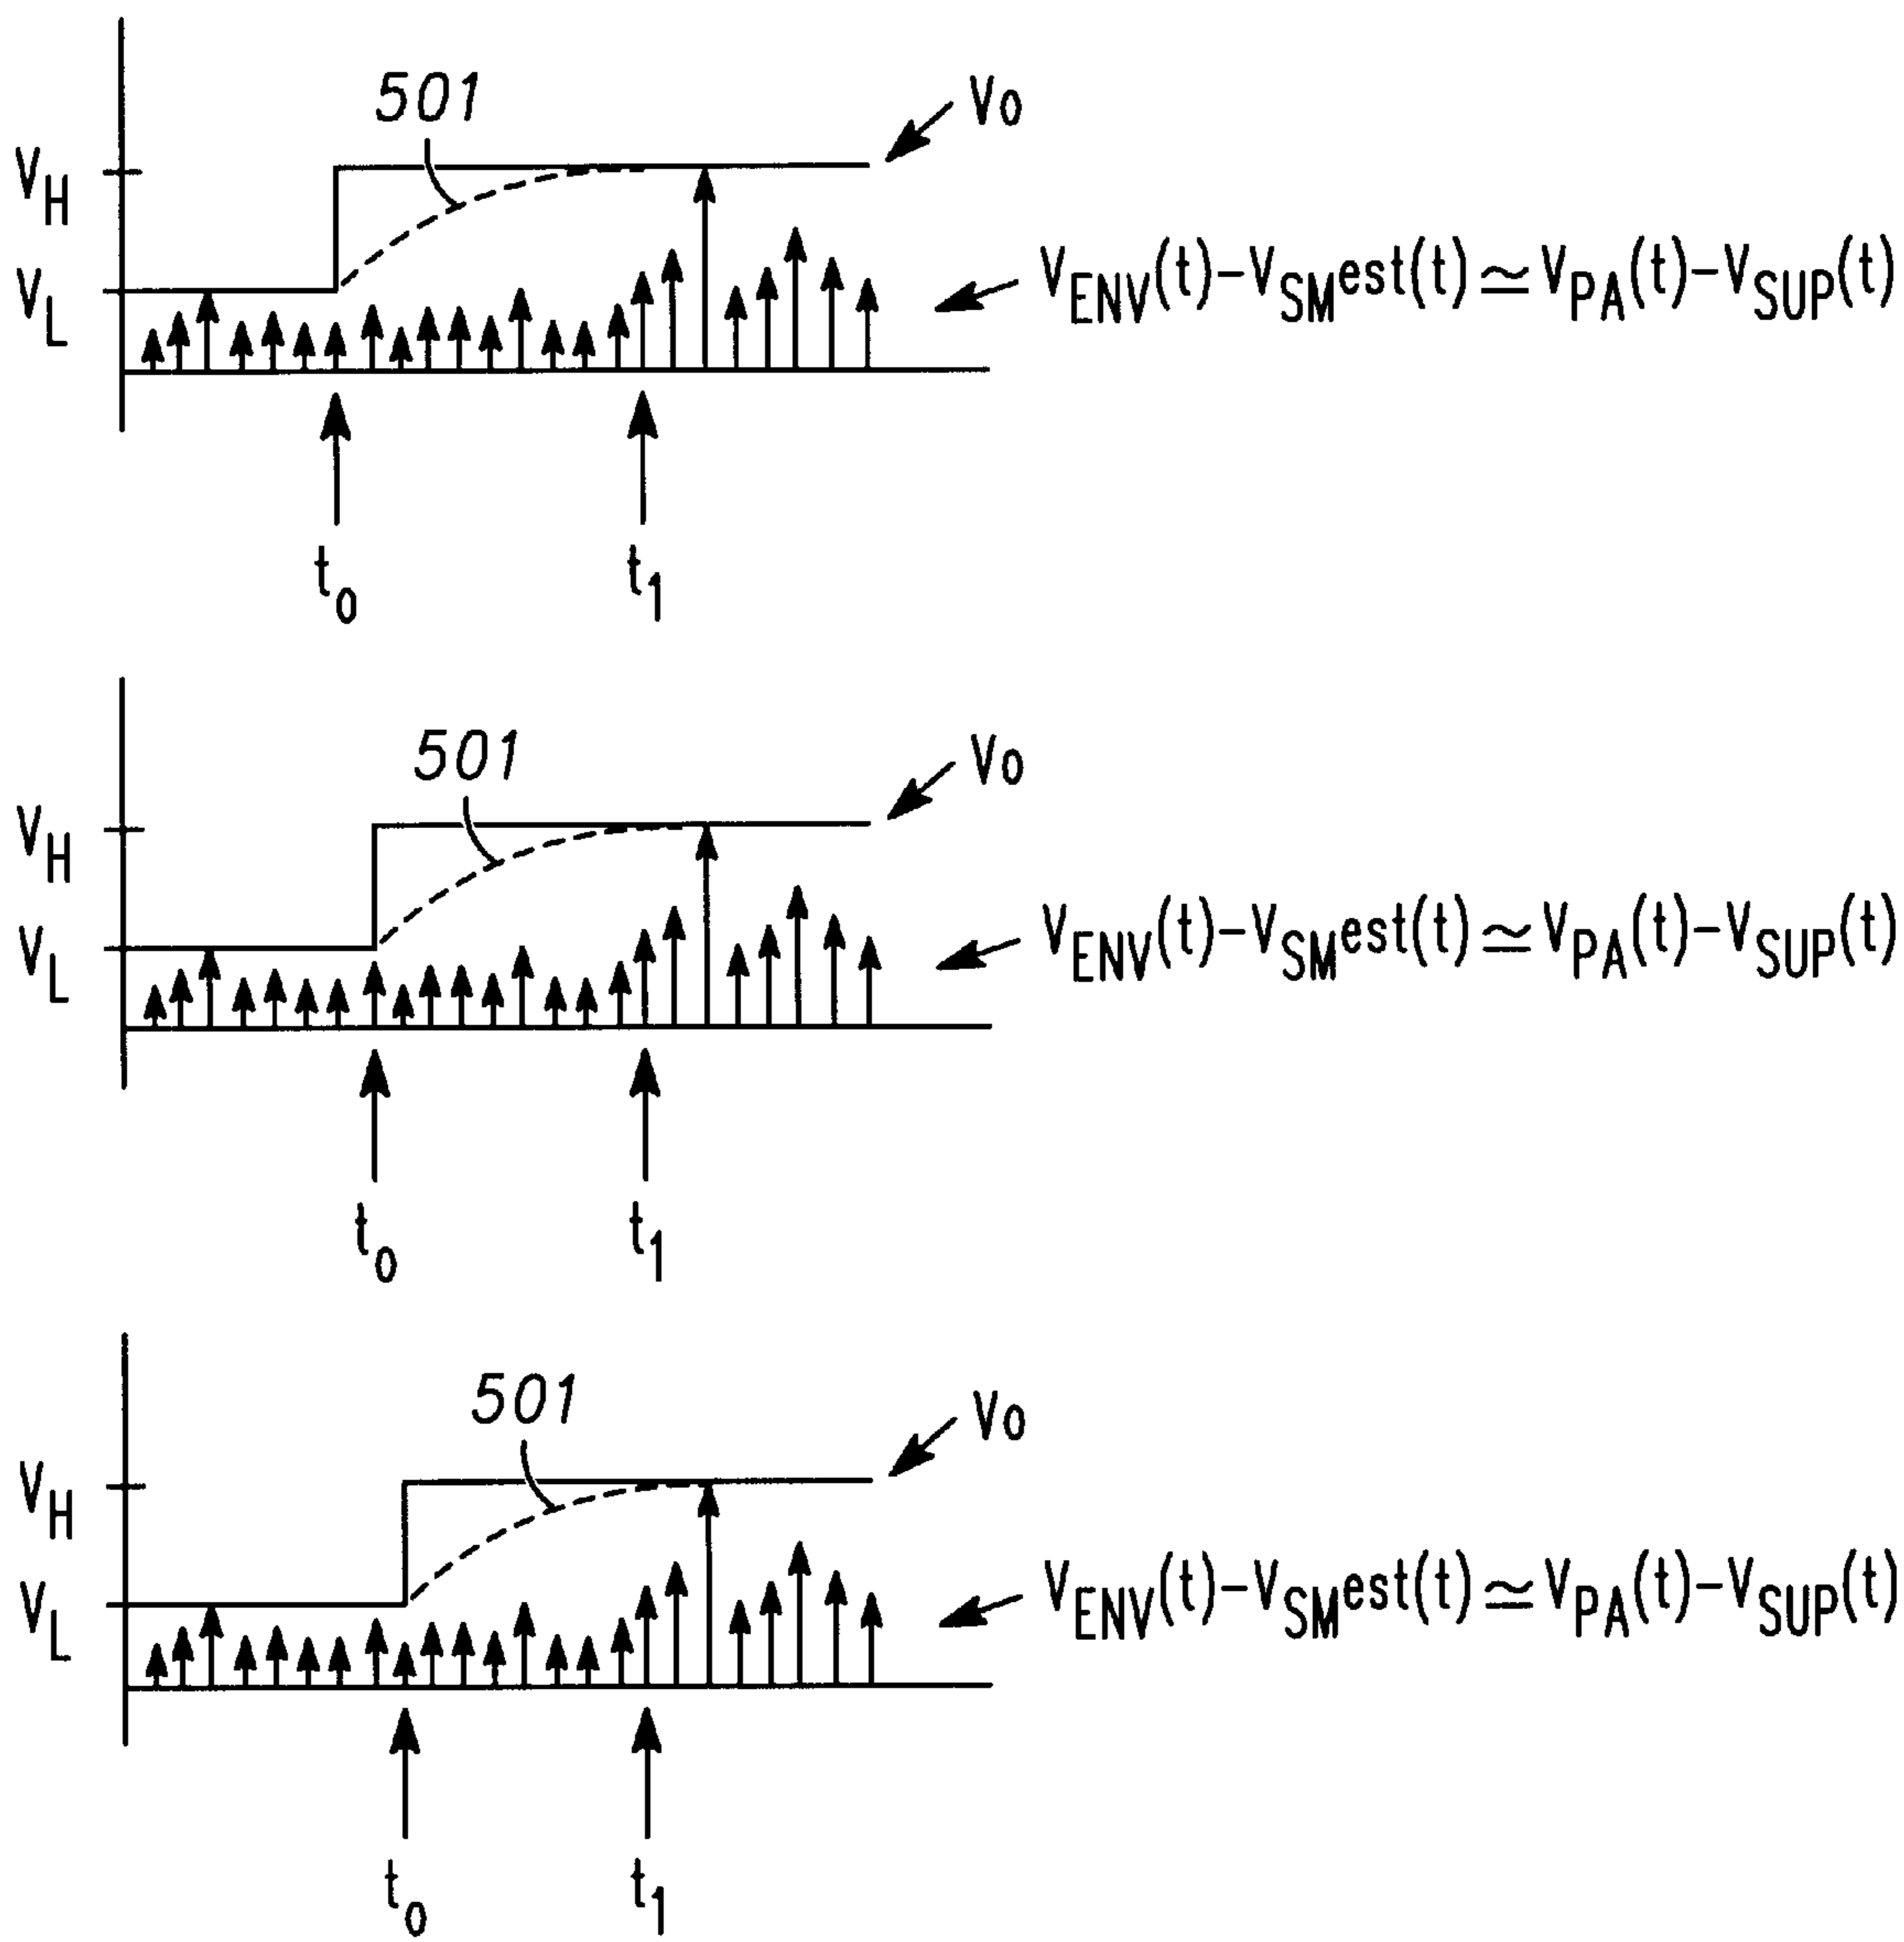 501
Vo
VH
VL
VENV(t)-VSMest(t)≃VPA(t)-VSUP(t)
t0
t1
501
Vo
VH
VL
VENV(t)-VSMest(t)≃VPA(t)-VSUP(t)
t0
t1
501
Vo
VH
VL
VENV(t)-VSMest(t)≃VPA(t)-VSUP(t)
t0
t1